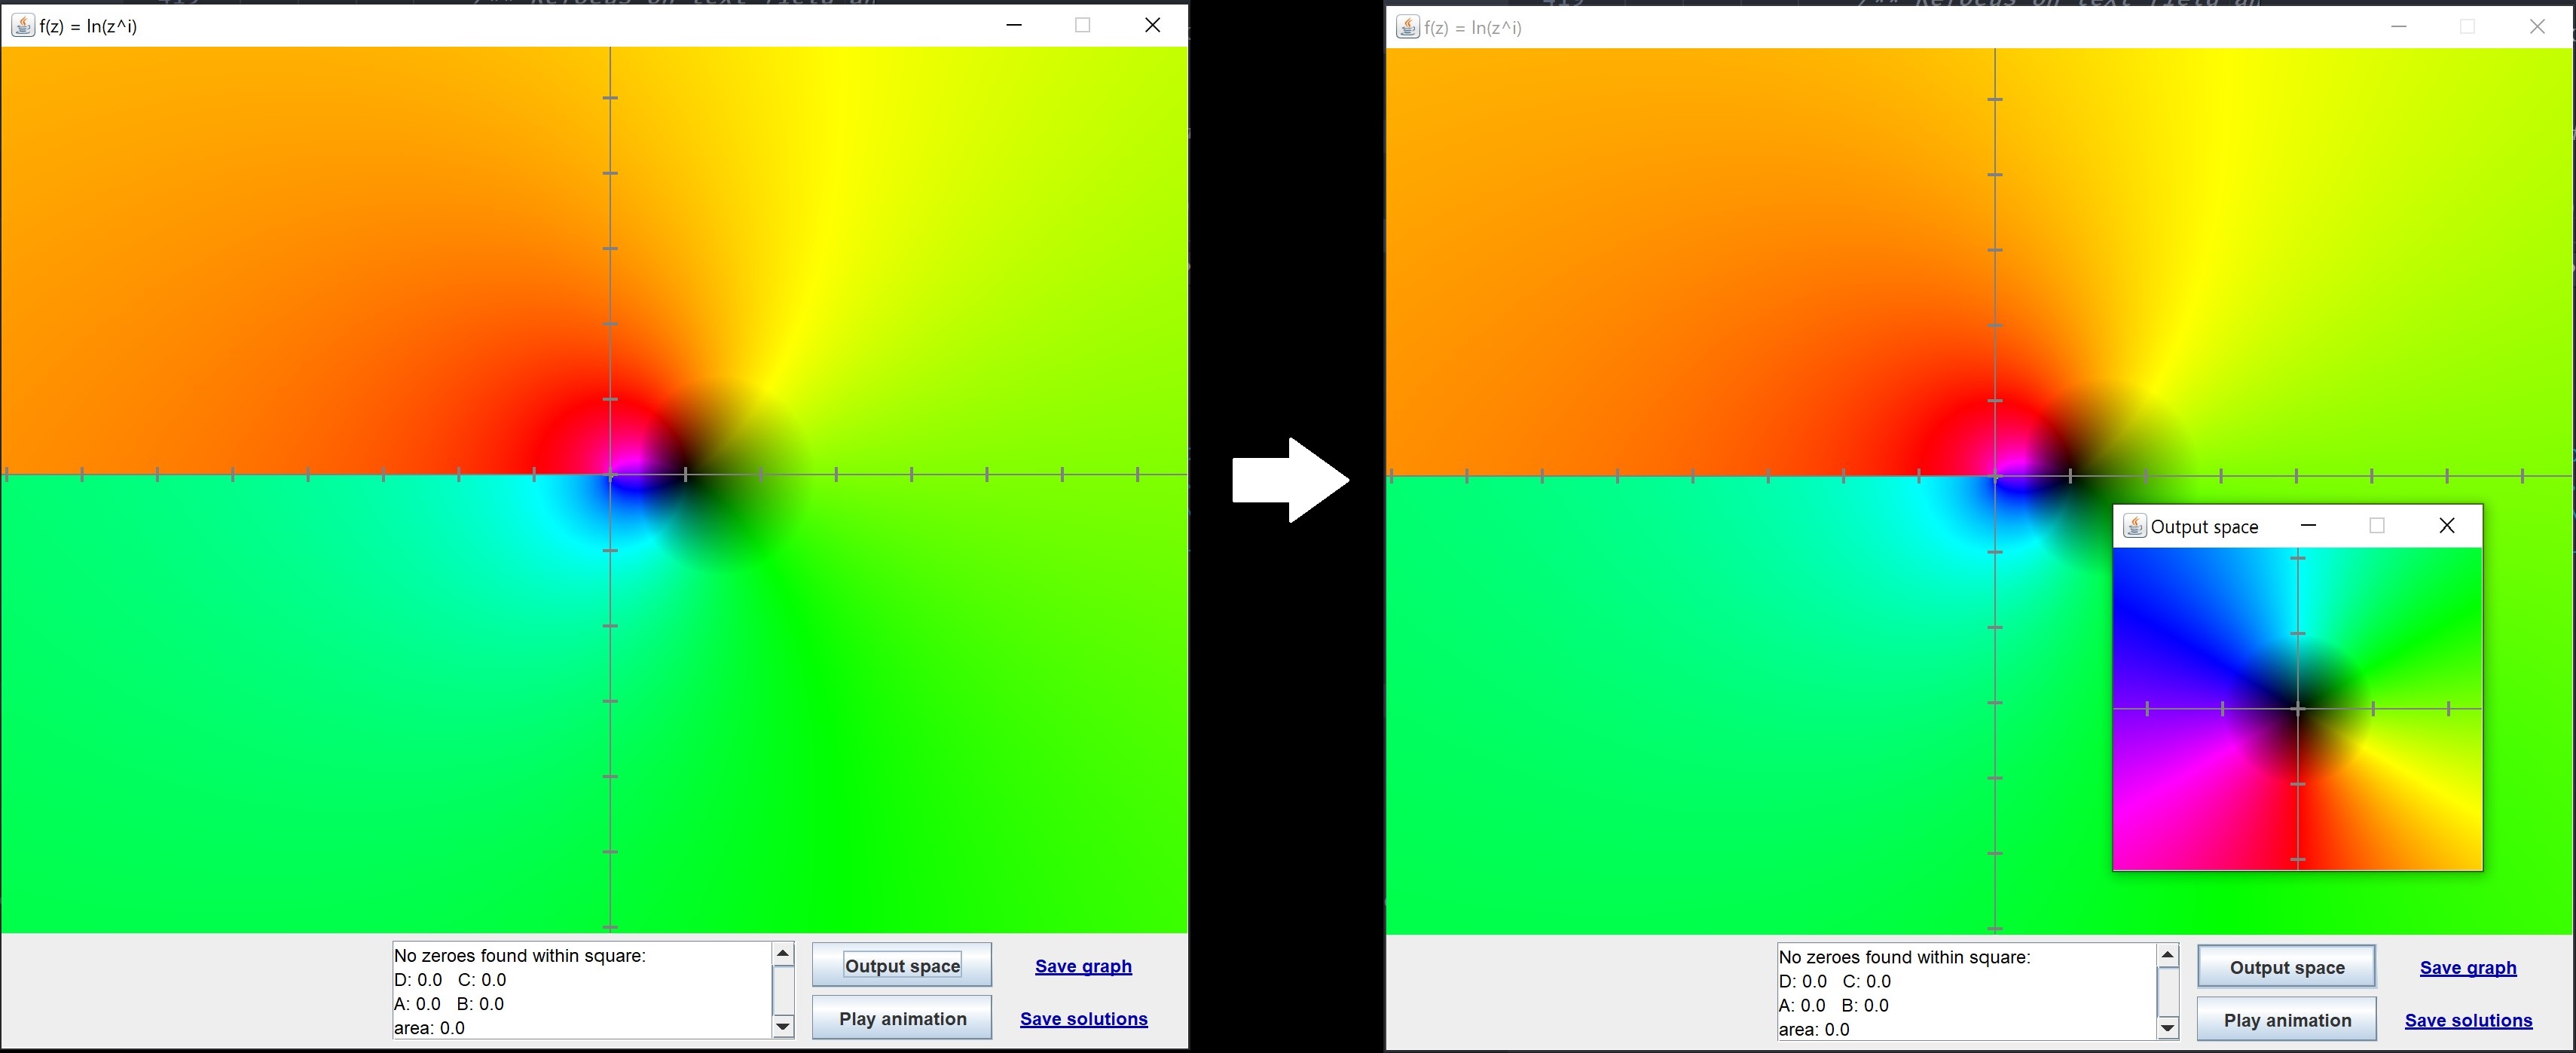 f(z) = ln(z^i)
No zeroes found within square:
D: 0.0 C: 0.0
A: 0.0 B: 0.0
area: 0.0
Output space
Play animation
Save graph
Save solutions
f(z) = ln(z^i)
Output space
No zeroes found within square:
D: 0.0 C: 0.0
A: 0.0 B: 0.0
area: 0.0
Output space
Play animation
Save graph
Save solutions